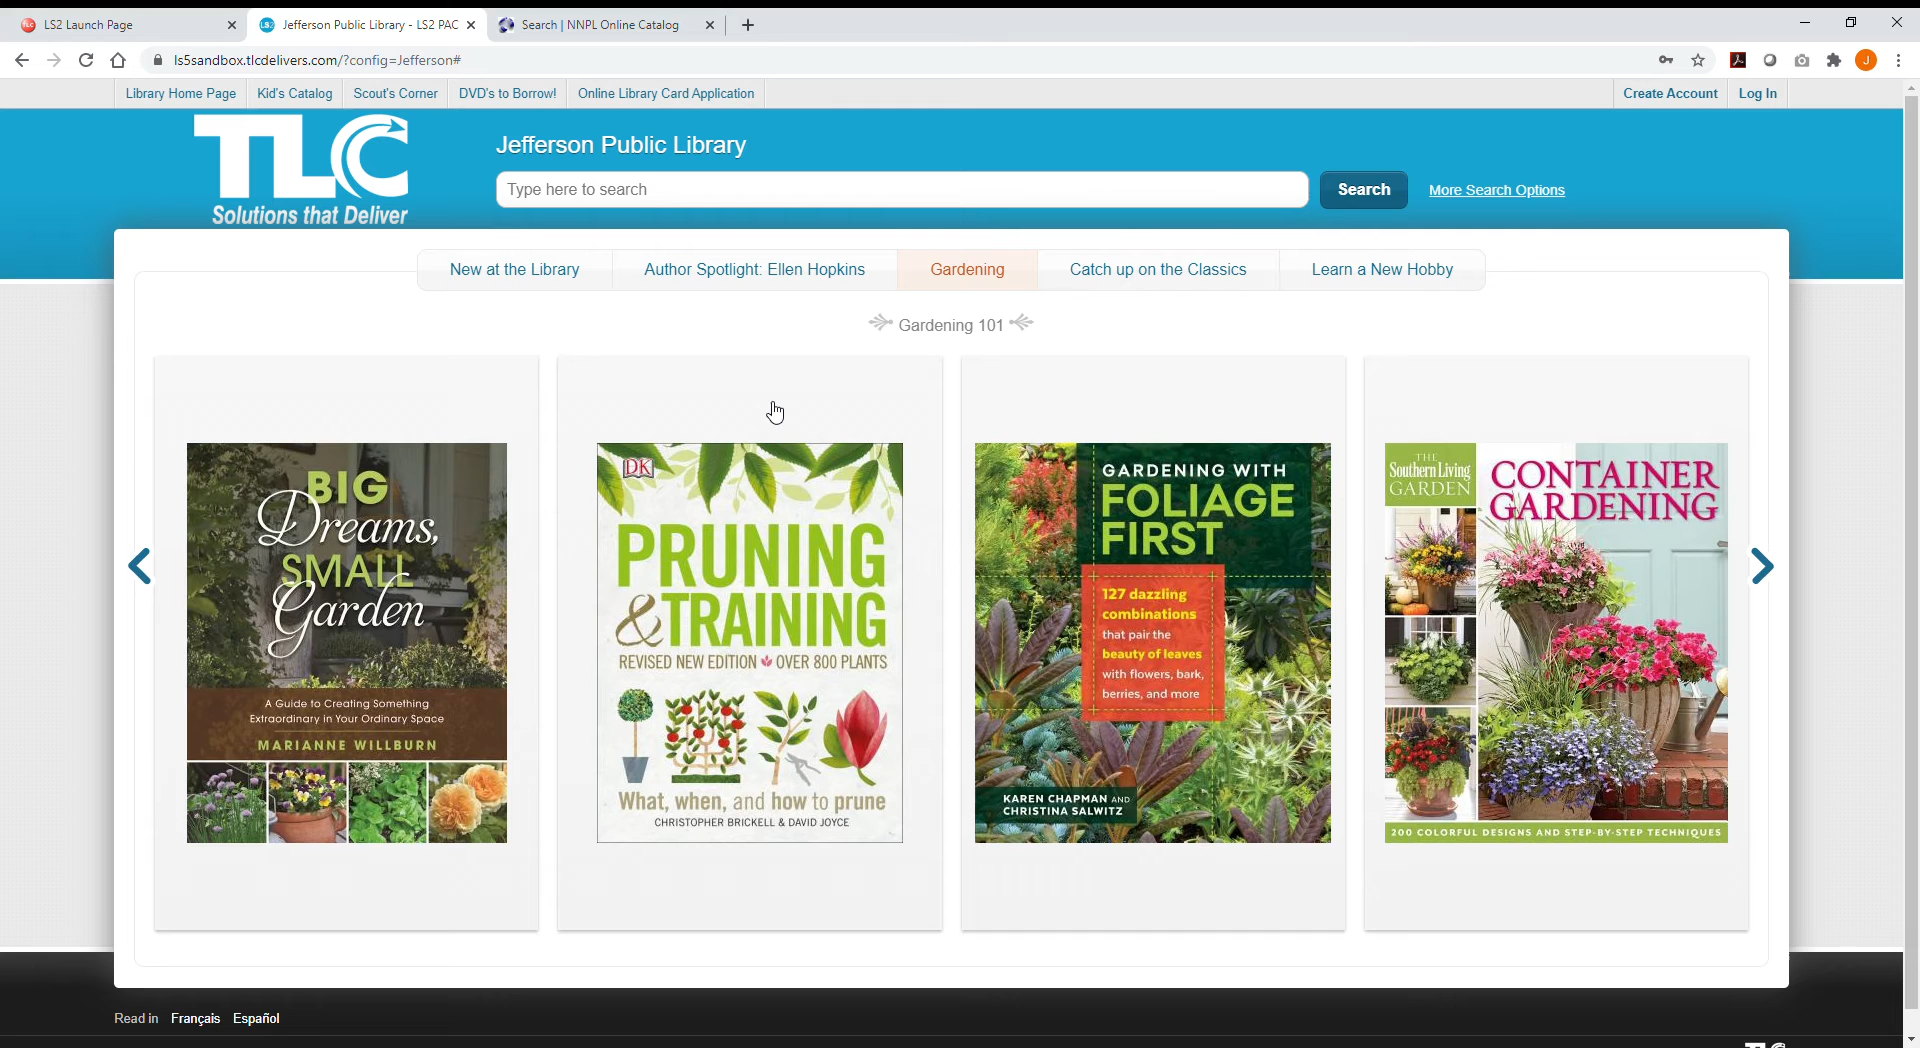 LS2 Launch Page
Jefferson Public Library - LS2 PAC
Search | NNPL Online Catalog
ls5sandbox.tlcdelivers.com/?config=Jefferson#
J
Library Home Page
Kid's Catalog
Scout's Corner
DVD's to Borrow!
Online Library Card Application
Create Account
Log In
TLC
Solutions that Deliver
Jefferson Public Library
Type here to search
Search
More Search Options
New at the Library
Author Spotlight: Ellen Hopkins
Gardening
Catch up on the Classics
Learn a New Hobby
Gardening 101
BIG
Dreams,
SMALL
Garden
A Guide to Creating Something
Extraordinary in Your Ordinary Space
MARIANNE WILLBURN
DK
PRUNING
&TRAINING
REVISED NEW EDITION OVER 800 PLANTS
What, when, and how to prune
CHRISTOPHER BRICKELL & DAVID JOYCE
GARDENING WITH
FOLIAGE
FIRST
127 dazzling
combinations
that pair the
beauty of leaves
with flowers, bark,
berries, and more
KAREN CHAPMAN AND
CHRISTINA SALWITZ
THE
Southern Living
GARDEN
CONTAINER
GARDENING
200 COLORFUL DESIGNS AND STEP-BY-STEP TECHNIQUES
Read in Français Español